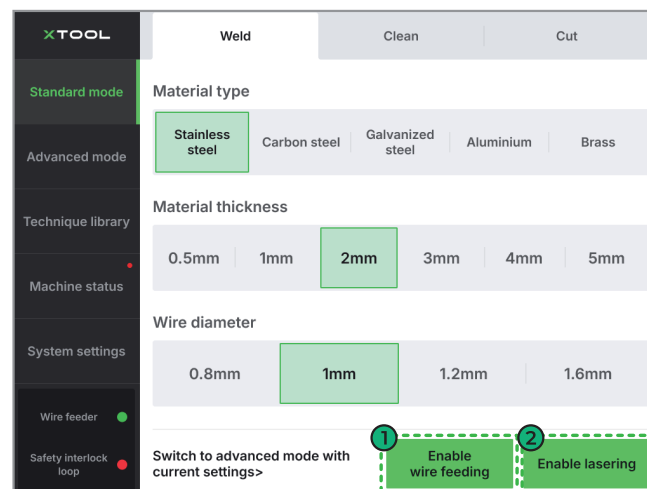 XTOOL
Weld
Clean
Cut
Standard mode
Advanced mode
Technique library
Machine status
System settings
Wire feeder
Safety interlock
loop
Material type
Stainless
steel
Carbon steel
Galvanized
steel
Aluminium
Brass
Material thickness
0.5mm
1mm
2mm
3mm
4mm
5mm
Wire diameter
0.8mm
1mm
1.2mm
1.6mm
Switch to advanced mode with
current settings>
1
Enable
wire feeding
2
Enable lasering